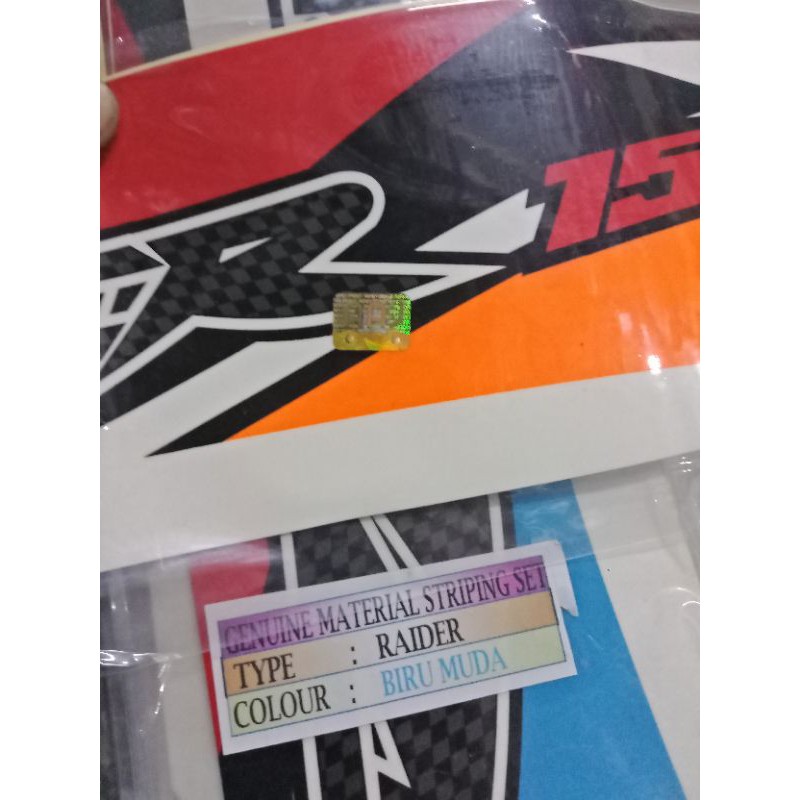 R 15
GENUINE MATERIAL STRIPING SET
TYPE : RAIDER
COLOUR : BIRU MUDA